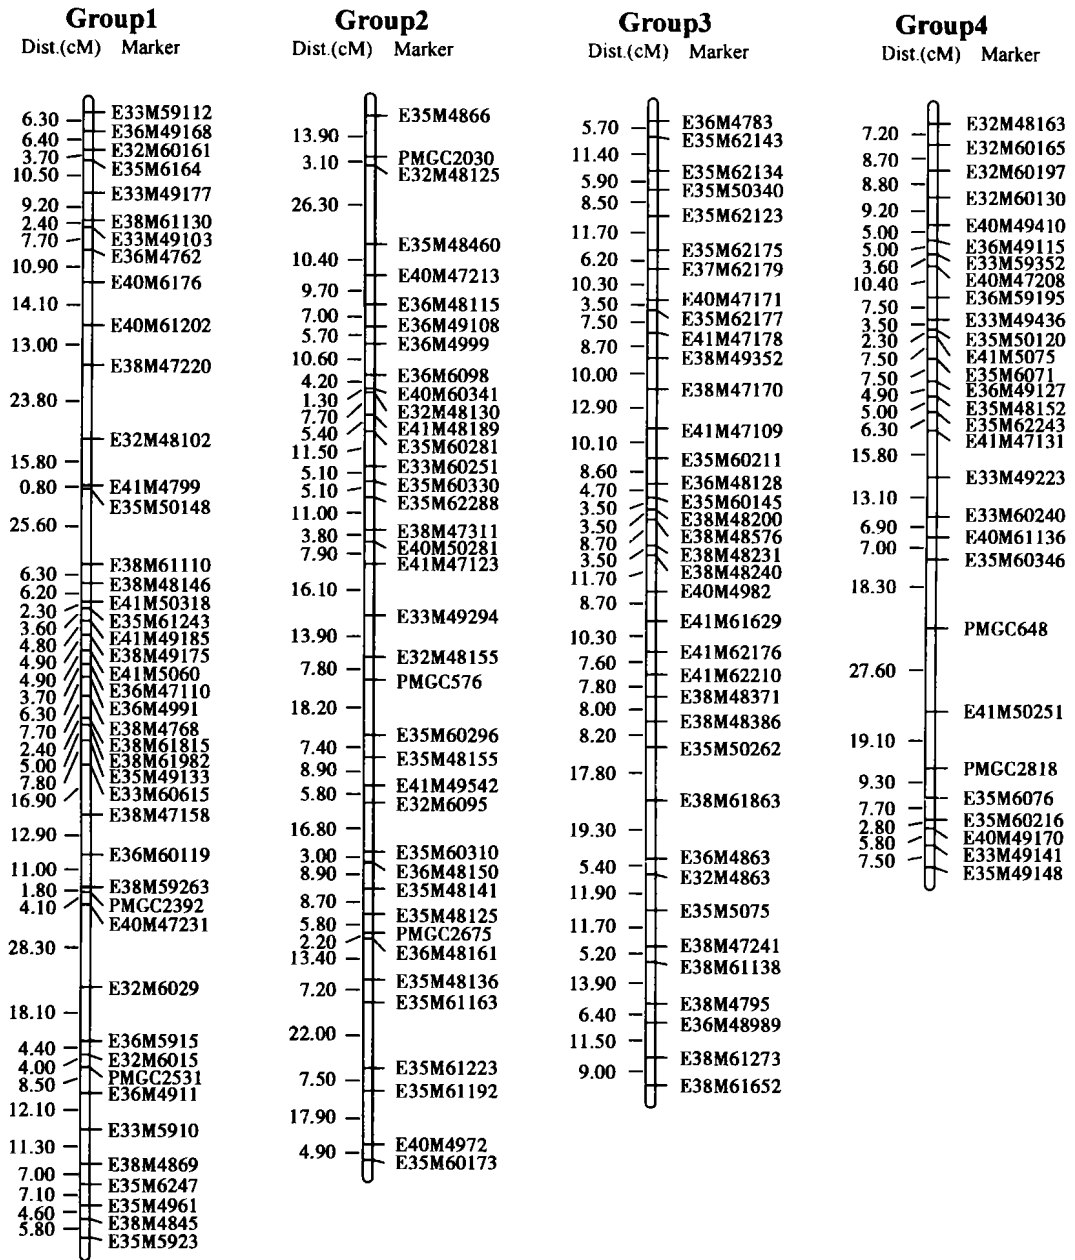 Group1
Dist.(cM) Marker
6.30
6.40
3.70
10.50
9.20
2.40
7.70
10.90
14.10
13.00
23.80
15.80
0.80
25.60
6.30
6.20
2.30
3.60
4.80
4.90
4.90
3.70
6.30
7.70
2.40
5.00
7.80
16.90
12.90
11.00
1.80
4.10
28.30
18.10
4.40
4.00
8.50
12.10
11.30
7.00
7.10
4.60
5.80
E33M59112
E36M49168
E32M60161
E35M6164
E33M49177
E38M61130
E33M49103
E36M4762
E40M6176
E40M61202
E38M47220
E32M48102
E41M4799
E35M50148
E38M61110
E38M48146
E41M50318
E35M61243
E41M49185
E38M49175
E41M5060
E36M47110
E36M4991
E38M4768
E38M61815
E38M61982
E35M49133
E33M60615
E38M47158
E36M60119
E38M59263
PMGC2392
E40M47231
E32M6029
E36M5915
E32M6015
PMGC2531
E36M4911
E33M5910
E38M4869
E35M6247
E35M4961
E38M4845
E35M5923
Group2
Dist.(cM) Marker
13.90
3.10
26.30
10.40
9.70
7.00
5.70
10.60
4.20
1.30
7.70
5.40
11.50
5.10
5.10
11.00
3.80
7.90
16.10
13.90
7.80
18.20
7.40
8.90
5.80
16.80
3.00
8.90
8.70
5.80
2.20
13.40
7.20
22.00
7.50
17.90
4.90
E35M4866
PMGC2030
E32M48125
E35M48460
E40M47213
E36M48115
E36M49108
E36M4999
E36M6098
E40M60341
E32M48130
E41M48189
E35M60281
E33M60251
E35M60330
E35M62288
E38M47311
E40M50281
E41M47123
E33M49294
E32M48155
PMGC576
E35M60296
E35M48155
E41M49542
E32M6095
E35M60310
E36M48150
E35M48141
E35M48125
PMGC2675
E36M48161
E35M48136
E35M61163
E35M61223
E35M61192
E40M4972
E35M60173
Group3
Dist.(cM) Marker
5.70
11.40
5.90
8.50
11.70
6.20
10.30
3.50
7.50
8.70
10.00
12.90
10.10
8.60
4.70
3.50
3.50
8.70
3.50
11.70
8.70
10.30
7.60
7.80
8.00
8.20
17.80
19.30
5.40
11.90
11.70
5.20
13.90
6.40
11.50
9.00
E36M4783
E35M62143
E35M62134
E35M50340
E35M62123
E35M62175
E37M62179
E40M47171
E35M62177
E41M47178
E38M49352
E38M47170
E41M47109
E35M60211
E36M48128
E35M60145
E38M48200
E38M48576
E38M48231
E38M48240
E40M4982
E41M61629
E41M62176
E41M62210
E38M48371
E38M48386
E35M50262
E38M61863
E36M4863
E32M4863
E35M5075
E38M47241
E38M61138
E38M4795
E36M48989
E38M61273
E38M61652
Group4
Dist.(cM) Marker
7.20
8.70
8.80
9.20
5.00
5.00
3.60
10.40
7.50
3.50
2.30
7.50
7.50
4.90
5.00
6.30
15.80
13.10
6.90
7.00
18.30
27.60
19.10
9.30
7.70
2.80
5.80
7.50
E32M48163
E32M60165
E32M60197
E32M60130
E40M49410
E36M49115
E33M59352
E40M47208
E36M59195
E33M49436
E35M50120
E41M5075
E35M6071
E36M49127
E35M48152
E35M62243
E41M47131
E33M49223
E33M60240
E40M61136
E35M60346
PMGC648
E41M50251
PMGC2818
E35M6076
E35M60216
E40M49170
E33M49141
E35M49148